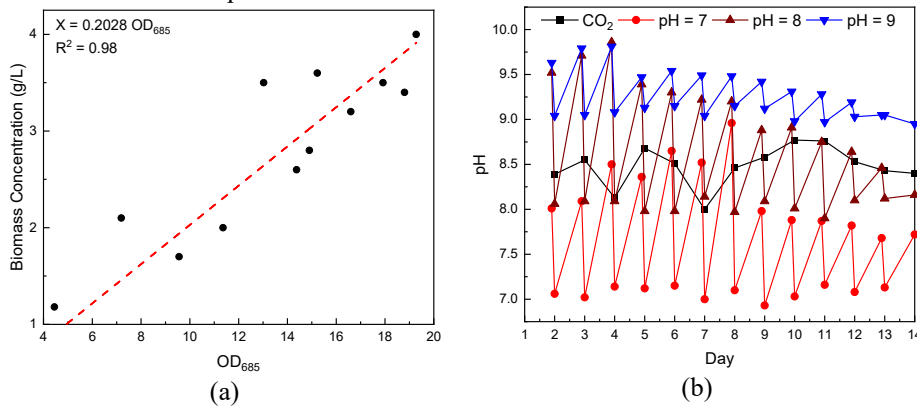 X = 0.2028 OD685
R2 = 0.98
4
3
2
1
Biomass Concentration (g/L)
4 6 8 10 12 14 16 18 20
OD685
(a)
CO2 pH = 7 pH = 8 pH = 9
10.0
9.5
9.0
8.5
8.0
7.5
7.0
pH
1 2 3 4 5 6 7 8 9 10 11 12 13 14
Day
(b)